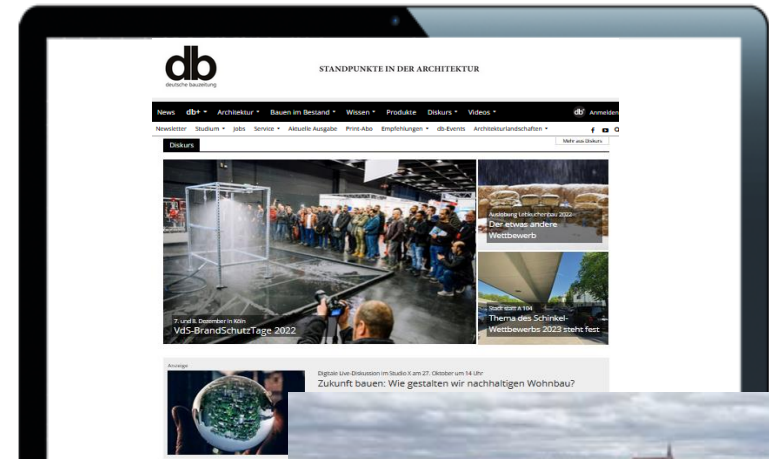 db
deutsche bauzeitung
STANDPUNKTE IN DER ARCHITEKTUR
News db+ Architektur Bauen im Bestand Wissen Produkte Diskurs Videos db+ Anmelden
Newsletter Studium Jobs Service Aktuelle Ausgabe Print-Abo Empfehlungen db-Events Architekturlandschaften
Diskurs
Mehr aus Diskurs
7. und 8. Dezember in Köln
VdS-BrandSchutzTage 2022
Auslobung Lebkuchenbau 2022
Der etwas andere
Wettbewerb
Stadt statt A 104
Thema des Schinkel-
Wettbewerbs 2023 steht fest
Anzeige
Digitale Live-Diskussion im Studio X am 27. Oktober um 14 Uhr
Zukunft bauen: Wie gestalten wir nachhaltigen Wohnbau?